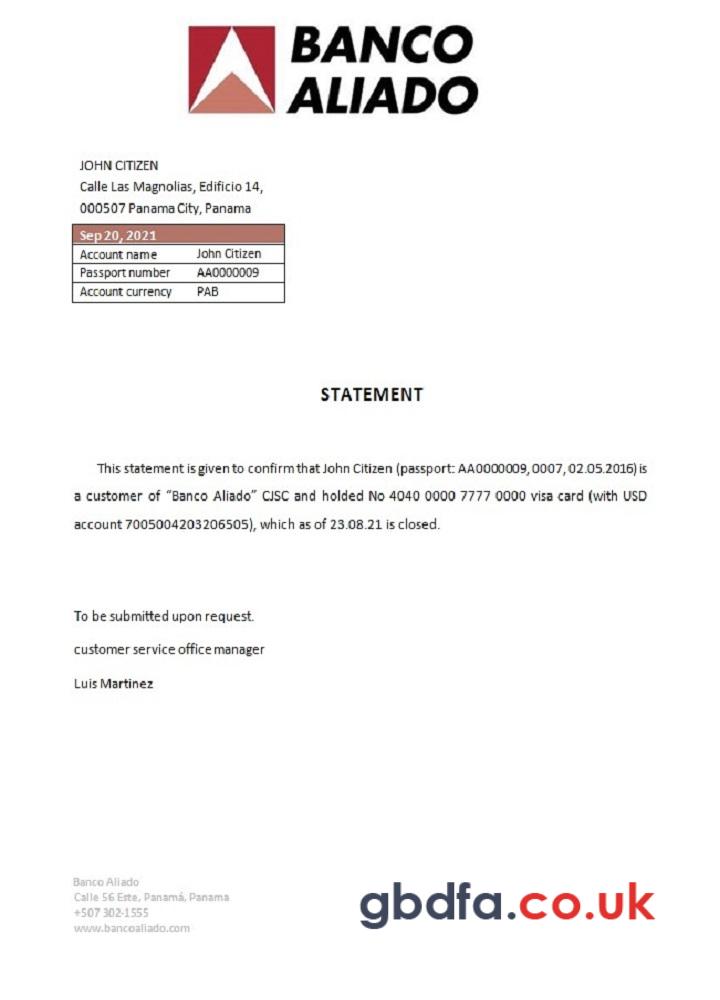 BANCO
ALIADO
JOHN CITIZEN
Calle Las Magnolias, Edificio 14,
000507 Panama City, Panama
Sep 20, 2021
Account name John Citizen
Passport number AA0000009
Account currency PAB
STATEMENT
This statement is given to confirm that John Citizen (passport: AA0000009, 0007, 02.05.2016) is
a customer of “Banco Aliado” CJSC and holded No 4040 0000 7777 0000 visa card (with USD
account 7005004203206505), which as of 23.08.21 is closed.
To be submitted upon request.
customer service office manager
Luis Martinez
Banco Aliado
Calle 56 Este, Panamá, Panama
+507 302-1555
www.bancoaliado.com
gbdfa.co.uk